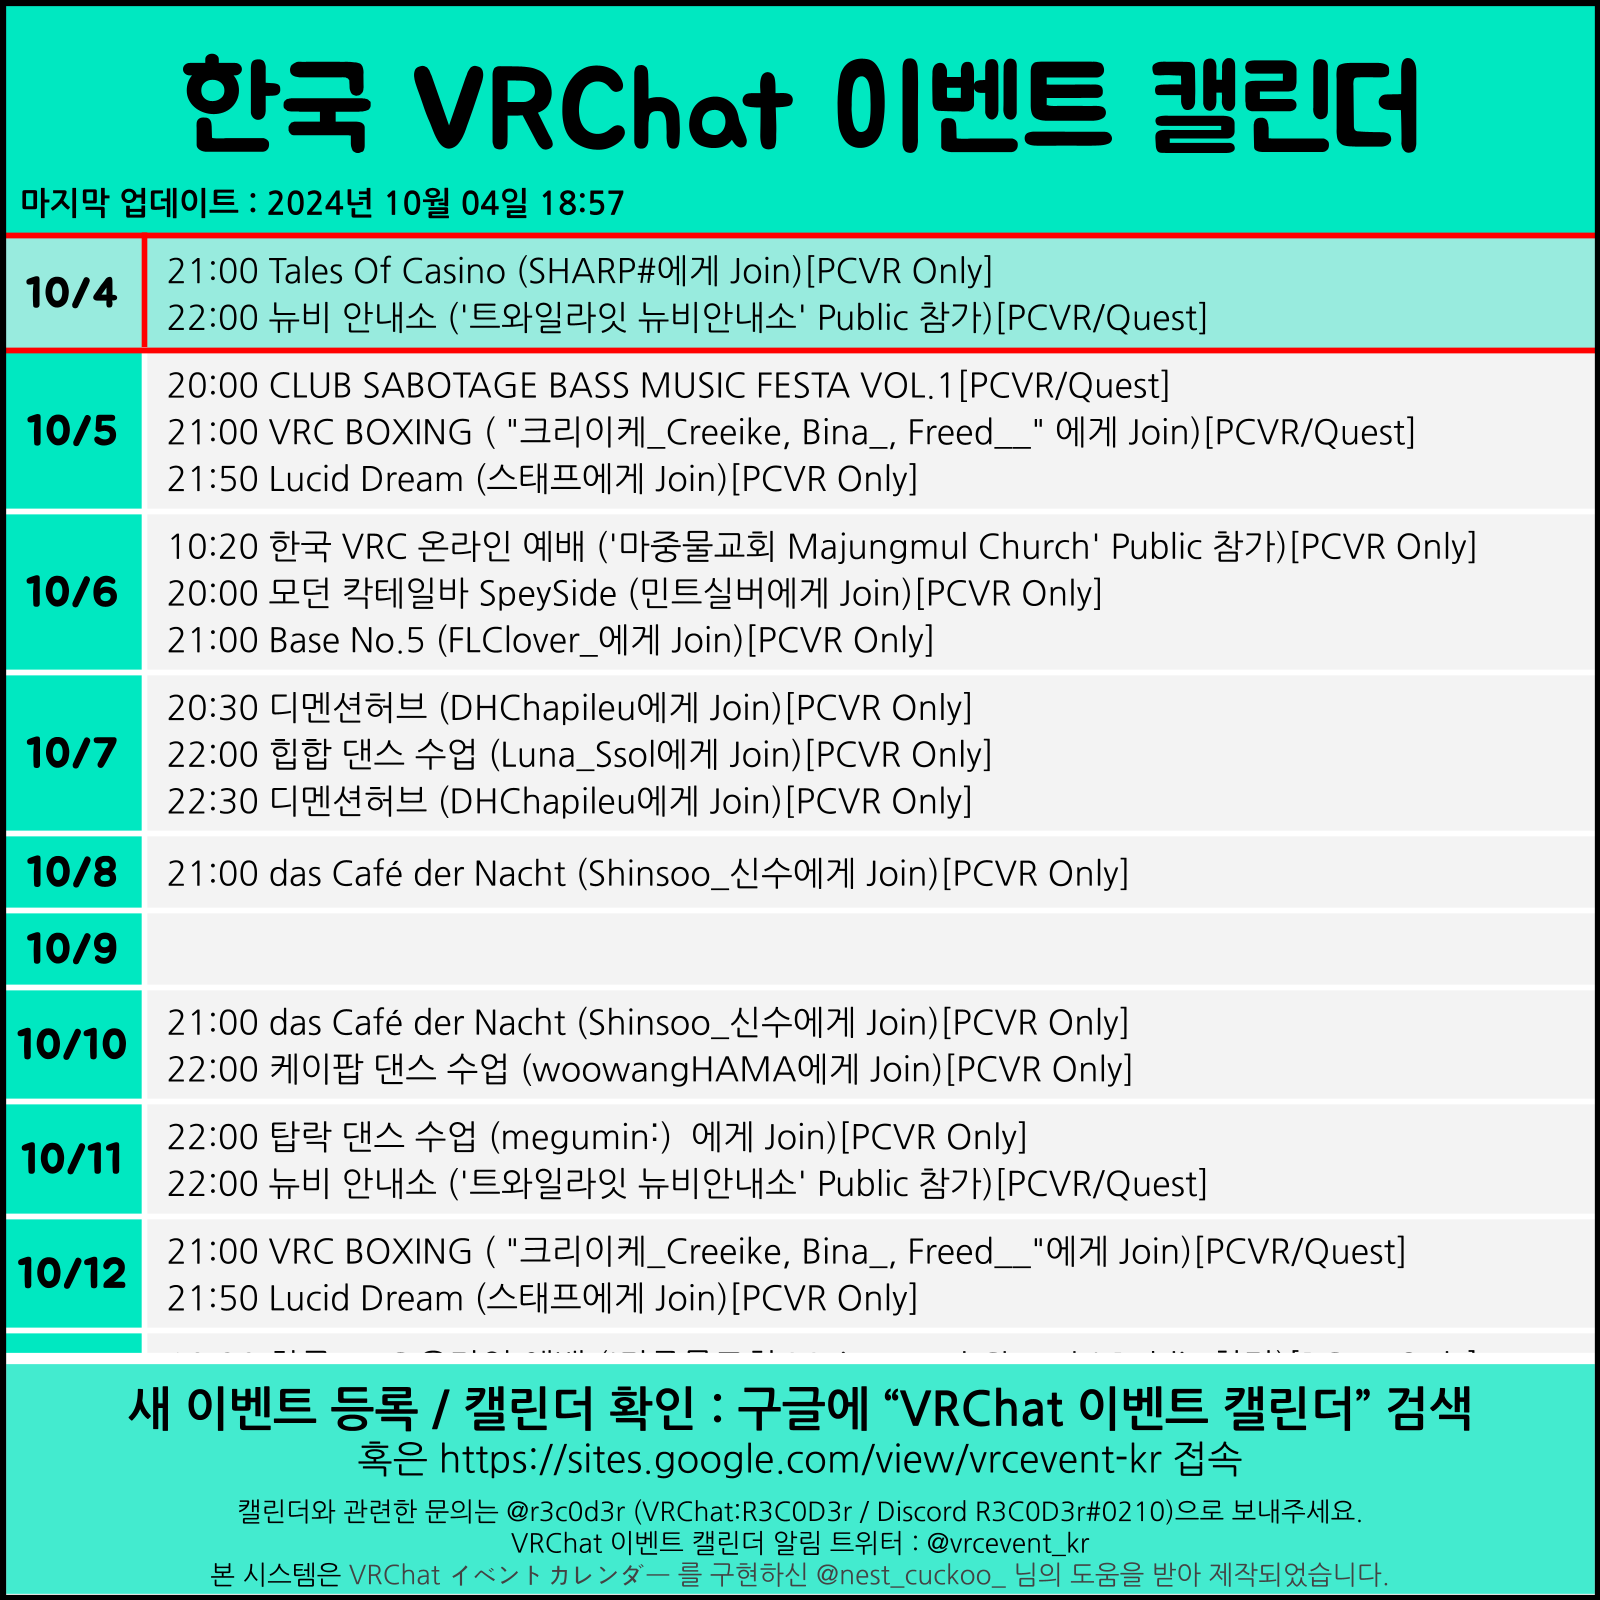 한국 VRChat 이벤트 캘린더
마지막 업데이트 : 2024년 10월 04일 18:57
10/4
21:00 Tales Of Casino (SHARP#에게 Join)[PCVR Only]
22:00 뉴비 안내소 ('트와일라잇 뉴비안내소' Public 참가)[PCVR/Quest]
10/5
20:00 CLUB SABOTAGE BASS MUSIC FESTA VOL.1[PCVR/Quest]
21:00 VRC BOXING ( "크리이케_Creeike, Bina_, Freed__" 에게 Join)[PCVR/Quest]
21:50 Lucid Dream (스태프에게 Join)[PCVR Only]
10/6
10:20 한국 VRC 온라인 예배 ('마중물교회 Majungmul Church' Public 참가)[PCVR Only]
20:00 모던 칵테일바 SpeySide (민트실버에게 Join)[PCVR Only]
21:00 Base No.5 (FLClover_에게 Join)[PCVR Only]
10/7
20:30 디멘션허브 (DHChapileu에게 Join)[PCVR Only]
22:00 힙합 댄스 수업 (Luna_Ssol에게 Join)[PCVR Only]
22:30 디멘션허브 (DHChapileu에게 Join)[PCVR Only]
10/8
21:00 das Café der Nacht (Shinsoo_신수에게 Join)[PCVR Only]
10/9
10/10
21:00 das Café der Nacht (Shinsoo_신수에게 Join)[PCVR Only]
22:00 케이팝 댄스 수업 (woowangHAMA에게 Join)[PCVR Only]
10/11
22:00 탑락 댄스 수업 (megumin:)  에게 Join)[PCVR Only]
22:00 뉴비 안내소 ('트와일라잇 뉴비안내소' Public 참가)[PCVR/Quest]
10/12
21:00 VRC BOXING ( "크리이케_Creeike, Bina_, Freed__"에게 Join)[PCVR/Quest]
21:50 Lucid Dream (스태프에게 Join)[PCVR Only]
새 이벤트 등록 / 캘린더 확인 : 구글에 “VRChat 이벤트 캘린더” 검색
혹은 https://sites.google.com/view/vrcevent-kr 접속
캘린더와 관련한 문의는 @r3c0d3r (VRChat:R3C0D3r / Discord R3C0D3r#0210)으로 보내주세요.
VRChat 이벤트 캘린더 알림 트위터 : @vrcevent_kr
본 시스템은 VRChat イベントカレンダー 를 구현하신 @nest_cuckoo_ 님의 도움을 받아 제작되었습니다.